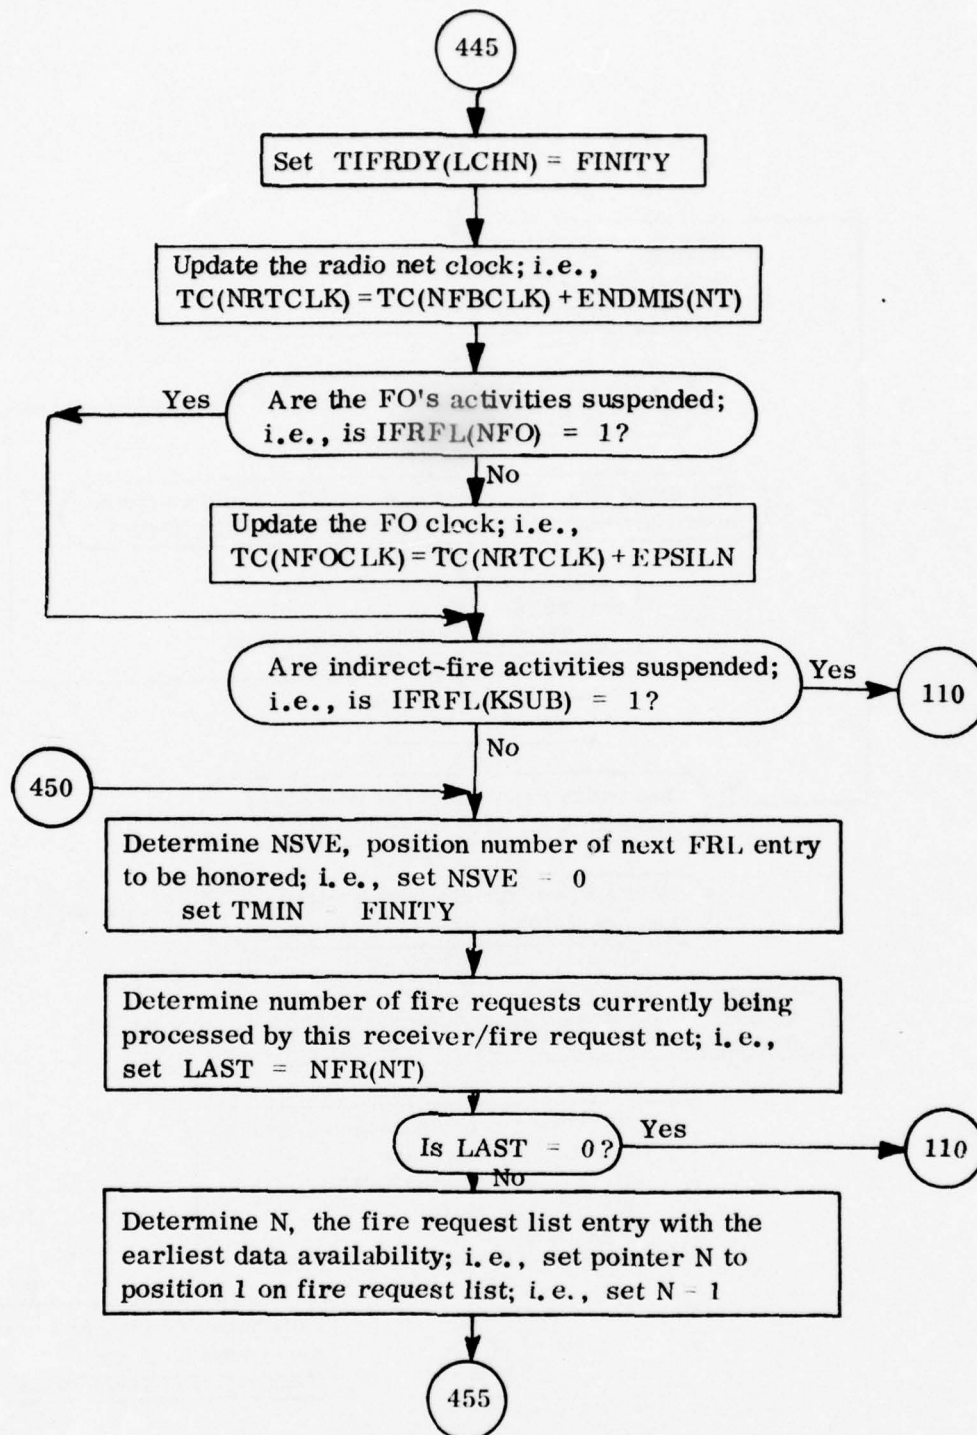 445
Set TIFRDY(LCHN) = FINITY
Update the radio net clock; i.e.,
TC(NRTCLK) = TC(NFBCLK) + ENDMIS(NT)
Yes
Are the FO's activities suspended;
i.e., is IFRFL(NFO) = 1?
No
Update the FO clock; i.e.,
TC(NFOCLK) = TC(NRTCLK) + EPSILN
Are indirect-fire activities suspended;
i.e., is IFRFL(KSUB) = 1?
Yes
110
No
450
Determine NSVE, position number of next FRL entry
to be honored; i.e., set NSVE = 0
set TMIN FINITY
Determine number of fire requests currently being
processed by this receiver/fire request net; i.e.,
set LAST = NFR(NT)
Is LAST = 0?
Yes
110
No
Determine N, the fire request list entry with the
earliest data availability; i.e., set pointer N to
position 1 on fire request list; i.e., set N = 1
455